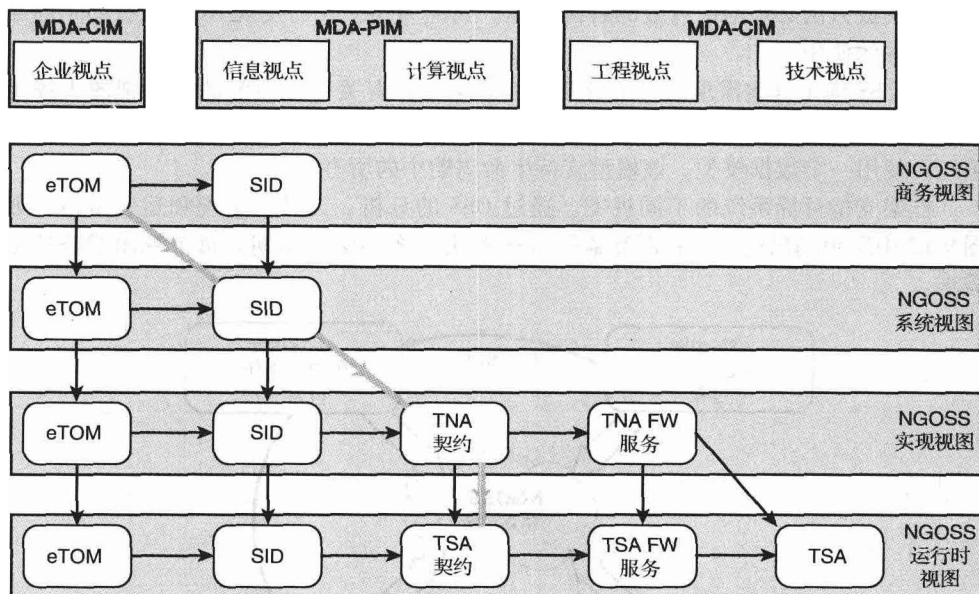 MDA-CIM
企业视点
MDA-PIM
信息视点
计算视点
MDA-CIM
工程视点
技术视点
eTOM
SID
NGOSS
商务视图
eTOM
SID
NGOSS
系统视图
eTOM
SID
TNA
契约
TNA FW
服务
NGOSS
实现视图
eTOM
SID
TSA
契约
TSA FW
服务
TSA
NGOSS
运行时
视图